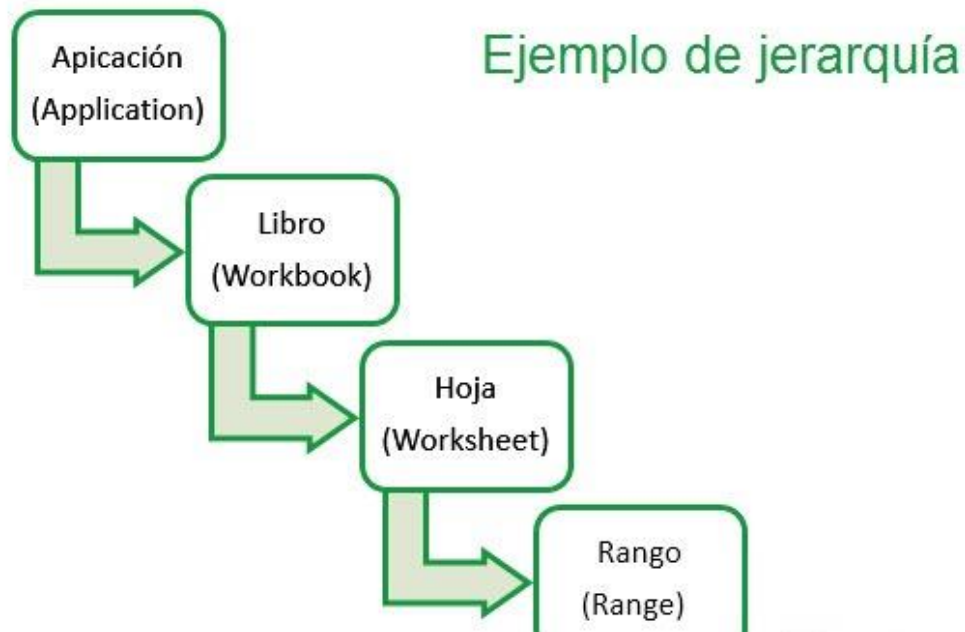 Ejemplo de jerarquía
Apicación
(Application)
Libro
(Workbook)
Hoja
(Worksheet)
Rango
(Range)